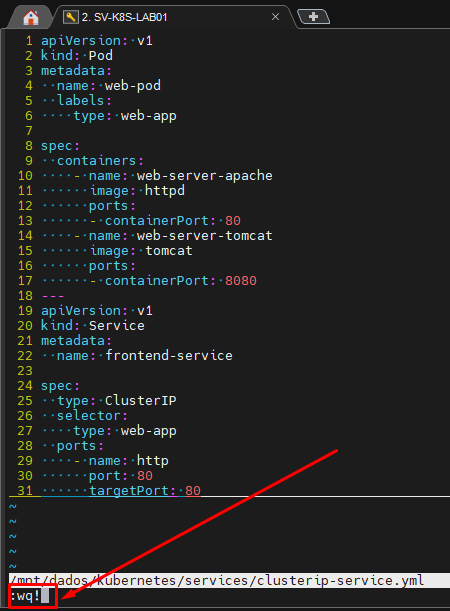 2. SV-K8S-LAB01
1 apiVersion: v1
2 kind: Pod
3 metadata:
4   name: web-pod
5   labels:
6     type: web-app
7
8 spec:
9   containers:
10     - name: web-server-apache
11       image: httpd
12       ports:
13       - containerPort: 80
14     - name: web-server-tomcat
15       image: tomcat
16       ports:
17       - containerPort: 8080
18 ---
19 apiVersion: v1
20 kind: Service
21 metadata:
22   name: frontend-service
23
24 spec:
25   type: ClusterIP
26   selector:
27     type: web-app
28   ports:
29     - name: http
30       port: 80
31       targetPort: 80
~
~
~
~
~
/mnt/dados/kubernetes/services/clusterip-service.yml
:wq!